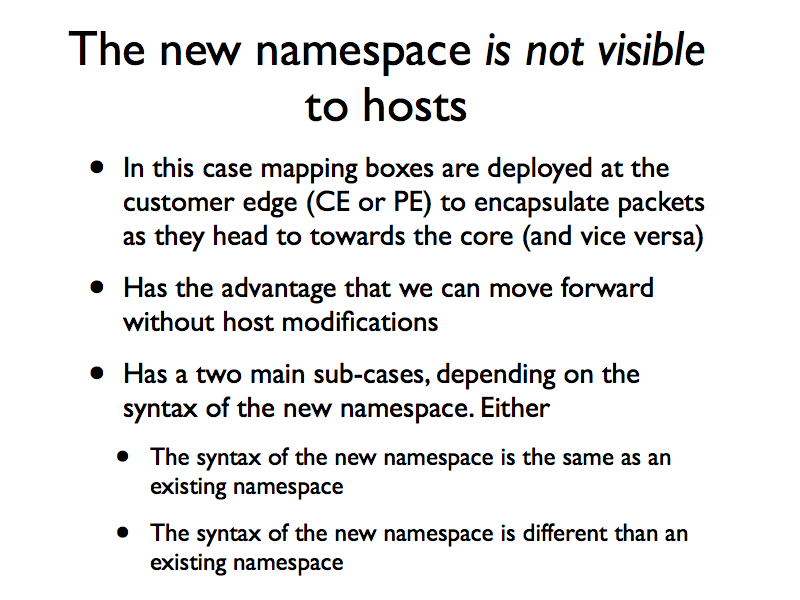 The new namespace is not visible
to hosts
• In this case mapping boxes are deployed at the
customer edge (CE or PE) to encapsulate packets
as they head to towards the core (and vice versa)
• Has the advantage that we can move forward
without host modifications
• Has a two main sub-cases, depending on the
syntax of the new namespace. Either
• The syntax of the new namespace is the same as an
existing namespace
• The syntax of the new namespace is different than an
existing namespace